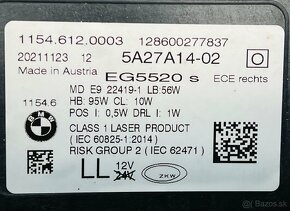 1154.612.0003 128600277837
20211123 12 5A27A14-02
Made in Austria
EG5520 s ECE rechts
MD E9 22419-1 LB 56W
1154.6 HB: 95W CL: 10W
POS I: 0,5W DRL I: 1W
BMW
CLASS 1 LASER PRODUCT
(IEC 60825-1:2014)
RISK GROUP 2 (IEC 62471)
LL 12V
24V
ZKW